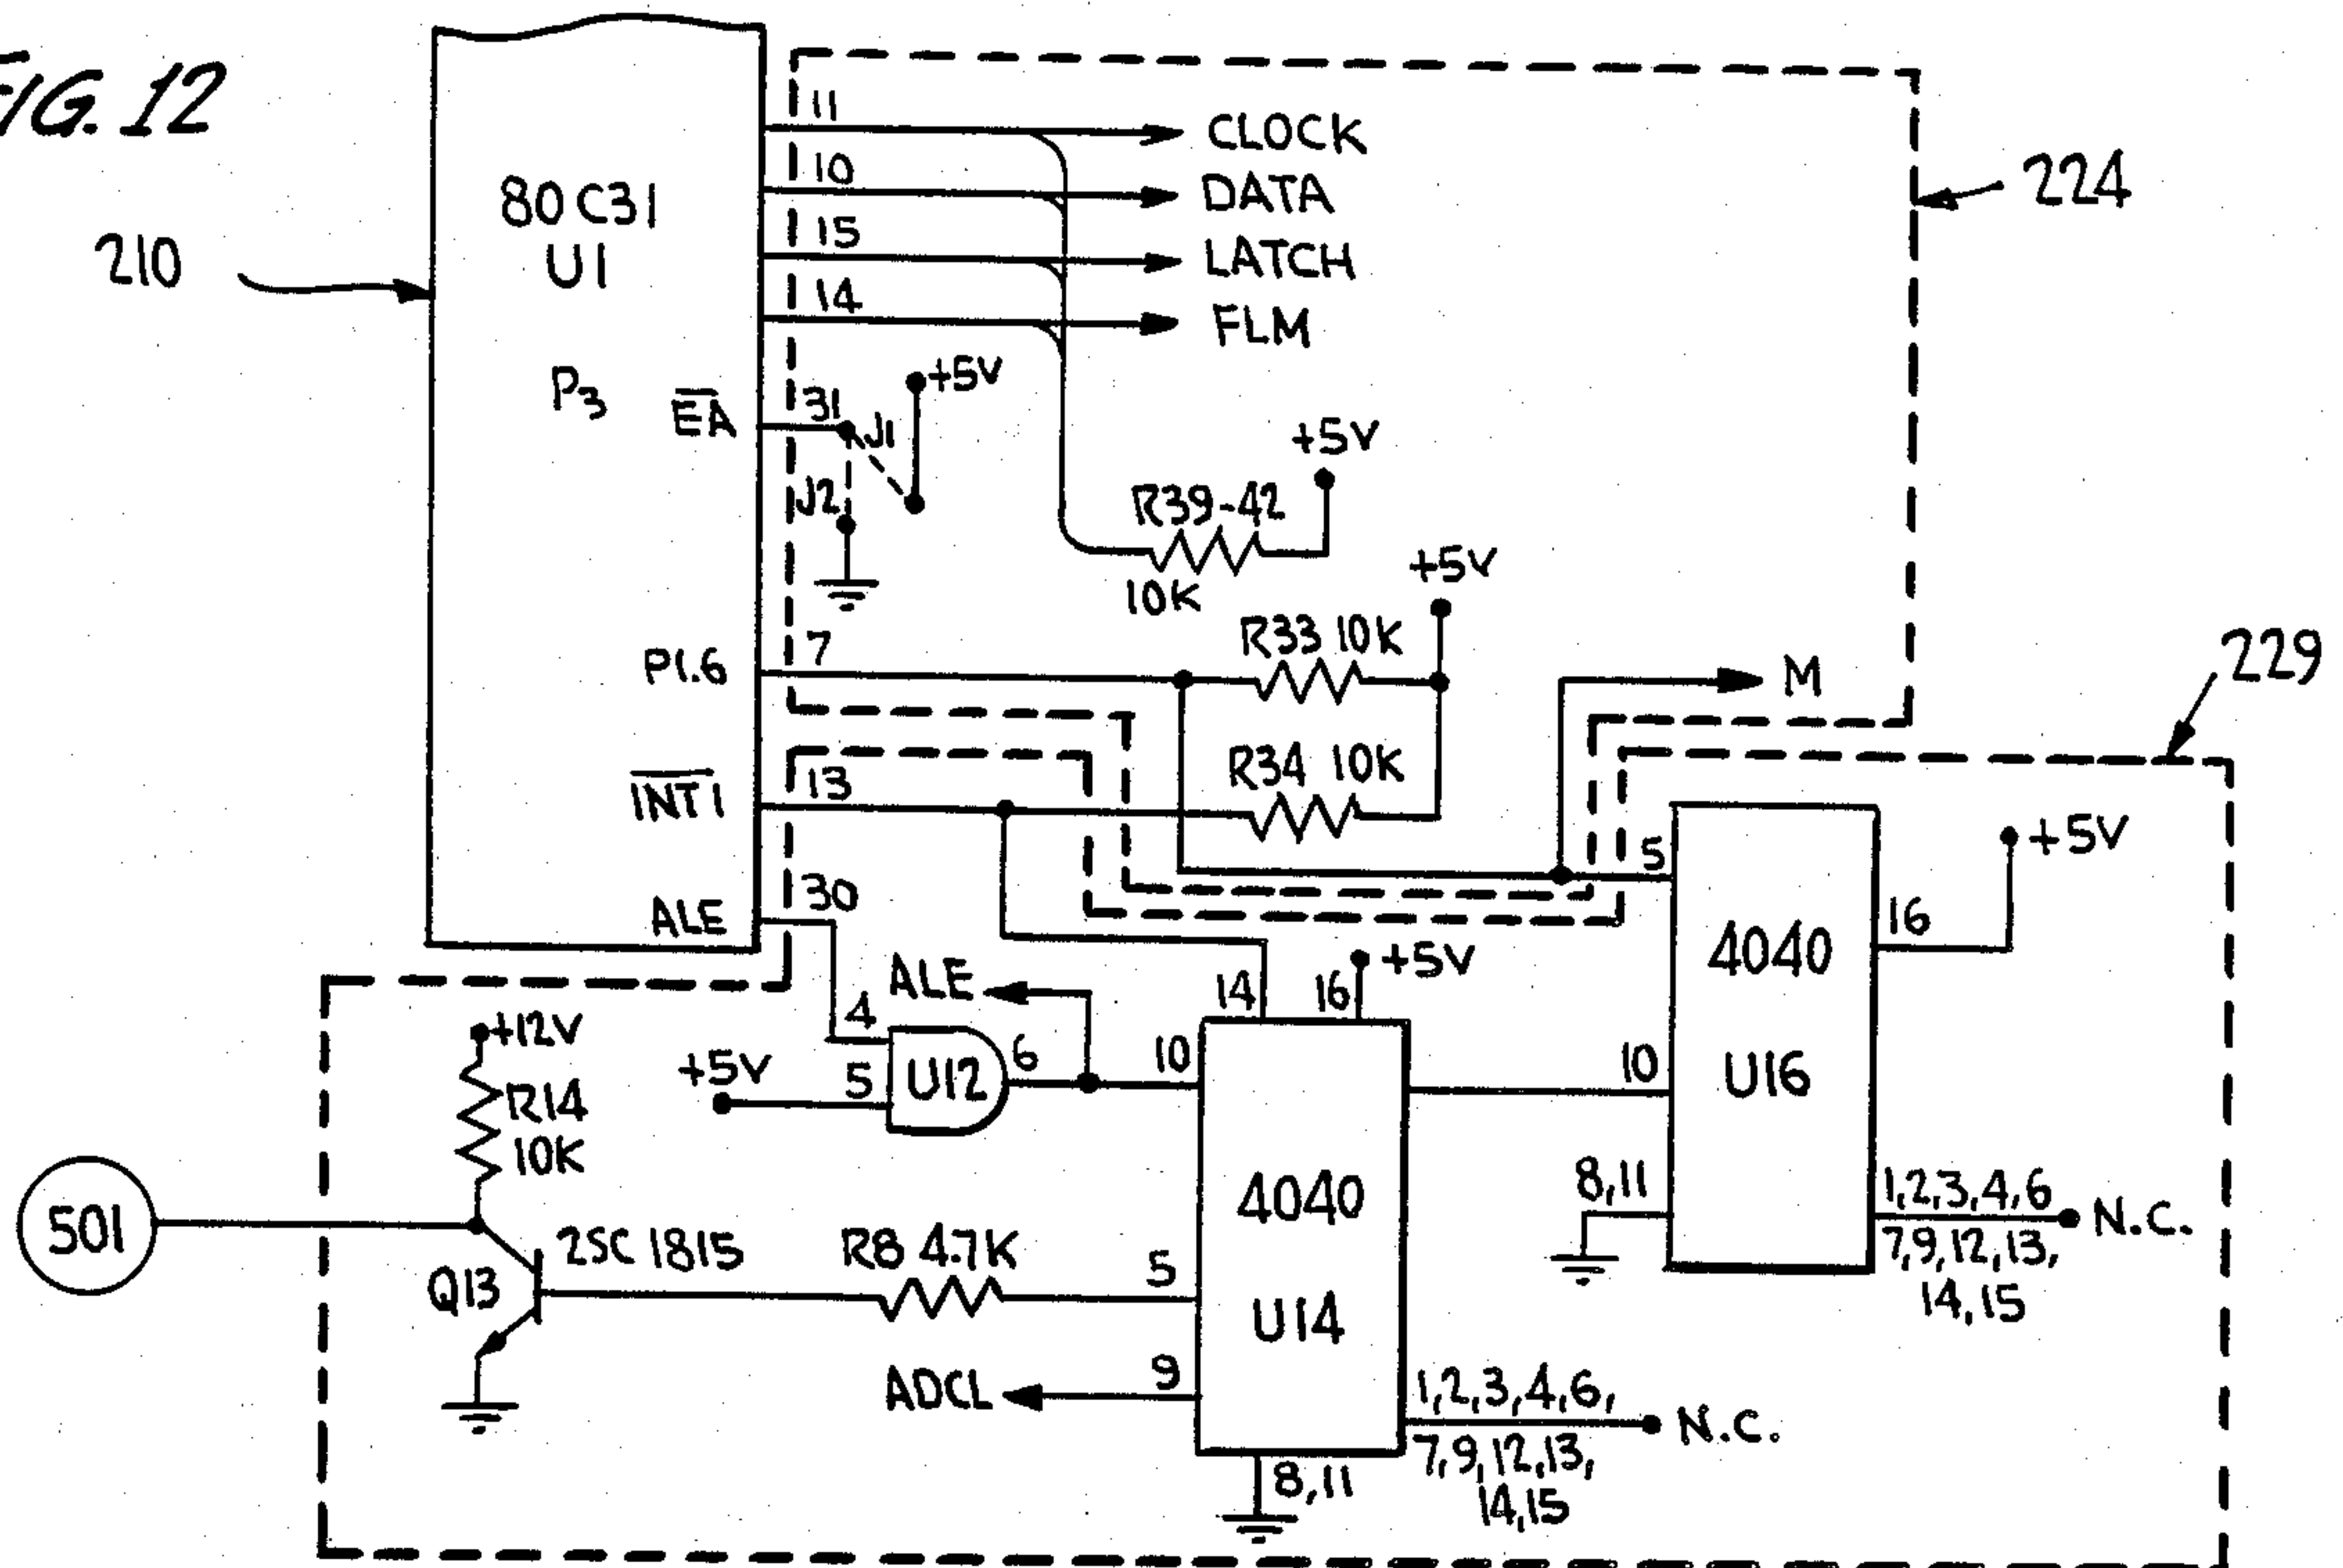 FIG. 12
80C31
U1
P3
210
11
CLOCK
10
DATA
15
LATCH
14
FLM
224
EA
31
J1
J2
+5V
+5V
R39-42
10K
+5V
P1.6
7
R33 10K
M
229
INT1
13
R34 10K
5
+5V
4040
U16
16
10
8,11
1,2,3,4,6
7,9,12,13,
14,15
N.C.
ALE
30
ALE
4
+5V
5
U12
6
10
14
16
+5V
4040
U14
+12V
R14
10K
501
Q13
2SC 1815
R8 4.7K
5
ADCL
9
8,11
1,2,3,4,6,
7,9,12,13,
14,15
N.C.